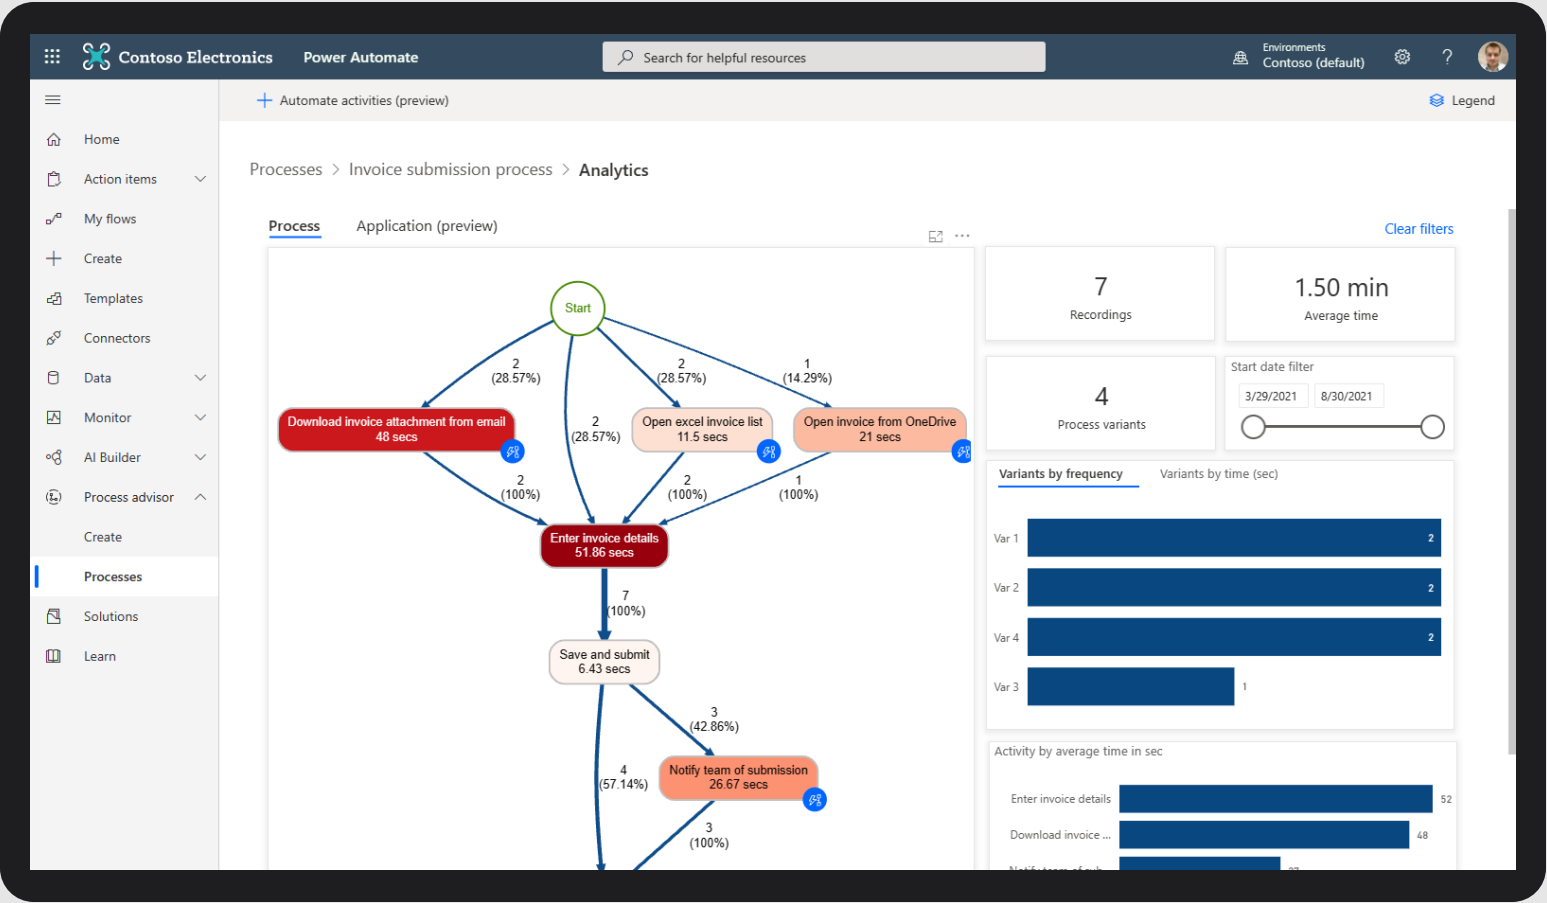 Contoso Electronics
Power Automate
Search for helpful resources
Environments
Contoso (default)
?
Automate activities (preview)
Legend
Home
Action items
My flows
Create
Templates
Connectors
Data
Monitor
AI Builder
Process advisor
Create
Processes
Solutions
Learn
Processes > Invoice submission process > Analytics
Process
Application (preview)
Clear filters
Start
2
(28.57%)
2
(28.57%)
1
(14.29%)
2
(28.57%)
Download invoice attachment from email
48 secs
Open excel invoice list
11.5 secs
Open invoice from OneDrive
21 secs
2
(100%)
2
(100%)
1
(100%)
Enter invoice details
51.86 secs
7
(100%)
Save and submit
6.43 secs
3
(42.86%)
4
(57.14%)
Notify team of submission
26.67 secs
3
(100%)
7
Recordings
1.50 min
Average time
4
Process variants
Start date filter
3/29/2021
8/30/2021
Variants by frequency
Variants by time (sec)
Var 1
2
Var 2
2
Var 4
2
Var 3
1
Activity by average time in sec
Enter invoice details
52
Download invoice ...
48
Notify team of sub...
27